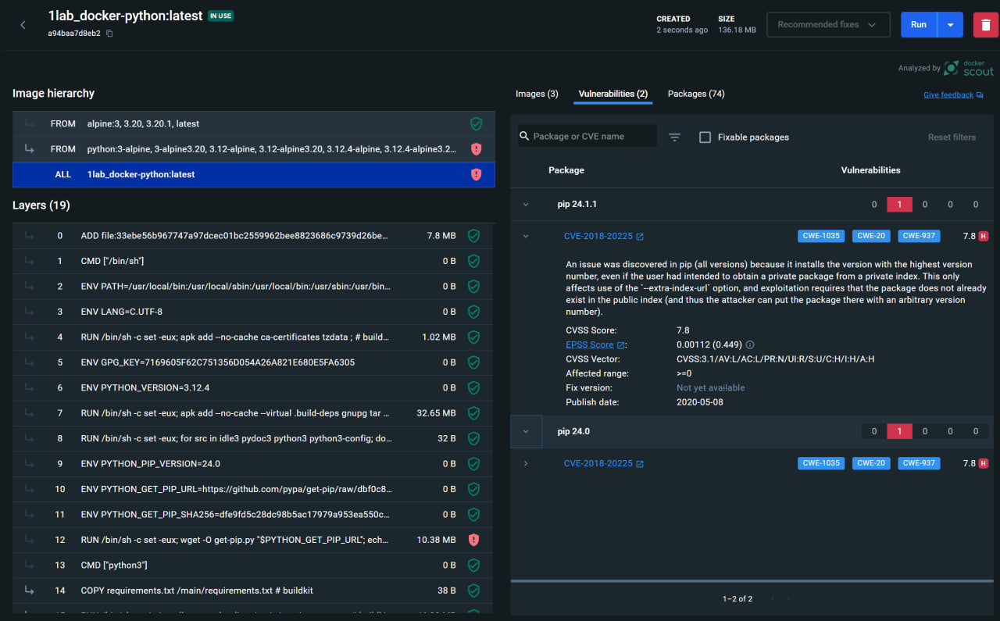 1lab_docker-python:latest IN USE
a94baa7d8eb2
CREATED
2 seconds ago
SIZE
136.18 MB
Recommended fixes
Run
Analyzed by docker scout
Image hierarchy
FROM alpine:3, 3.20, 3.20.1, latest
FROM python:3-alpine, 3-alpine3.20, 3.12-alpine, 3.12-alpine3.20, 3.12.4-alpine, 3.12.4-alpine3.2...
ALL 1lab_docker-python:latest
Layers (19)
0 ADD file:33ebe56b967747a97dcec01bc2559962bee8823686c9739d26be... 7.8 MB
1 CMD ["/bin/sh"] 0 B
2 ENV PATH=/usr/local/bin:/usr/local/sbin:/usr/local/bin:/usr/sbin:/usr/bin... 0 B
3 ENV LANG=C.UTF-8 0 B
4 RUN /bin/sh -c set -eux; apk add --no-cache ca-certificates tzdata ; # build... 1.02 MB
5 ENV GPG_KEY=7169605F62C751356D054A26A821E680E5FA6305 0 B
6 ENV PYTHON_VERSION=3.12.4 0 B
7 RUN /bin/sh -c set -eux; apk add --no-cache --virtual .build-deps gnupg tar ... 32.65 MB
8 RUN /bin/sh -c set -eux; for src in idle3 pydoc3 python3 python3-config; do... 32 B
9 ENV PYTHON_PIP_VERSION=24.0 0 B
10 ENV PYTHON_GET_PIP_URL=https://github.com/pypa/get-pip/raw/dbf0c8... 0 B
11 ENV PYTHON_GET_PIP_SHA256=dfe9fd5c28dc98b5ac17979a953ea550c... 0 B
12 RUN /bin/sh -c set -eux; wget -O get-pip.py "$PYTHON_GET_PIP_URL"; ech... 10.38 MB
13 CMD ["python3"] 0 B
14 COPY requirements.txt /main/requirements.txt # buildkit 38 B
Images (3)
Vulnerabilities (2)
Packages (74)
Give feedback
Package or CVE name
Fixable packages
Reset filters
Package Vulnerabilities
pip 24.1.1 0 1 0 0 0
CVE-2018-20225 CWE-1035 CWE-20 CWE-937 7.8 H
An issue was discovered in pip (all versions) because it installs the version with the highest version
number, even if the user had intended to obtain a private package from a private index. This only
affects use of the `--extra-index-url` option, and exploitation requires that the package does not already
exist in the public index (and thus the attacker can put the package there with an arbitrary version
number).
CVSS Score: 7.8
EPSS Score: 0.00112 (0.449)
CVSS Vector: CVSS:3.1/AV:L/AC:L/PR:N/UI:R/S:U/C:H/I:H/A:H
Affected range: >=0
Fix version: Not yet available
Publish date: 2020-05-08
pip 24.0 0 1 0 0 0
CVE-2018-20225 CWE-1035 CWE-20 CWE-937 7.8 H
1–2 of 2